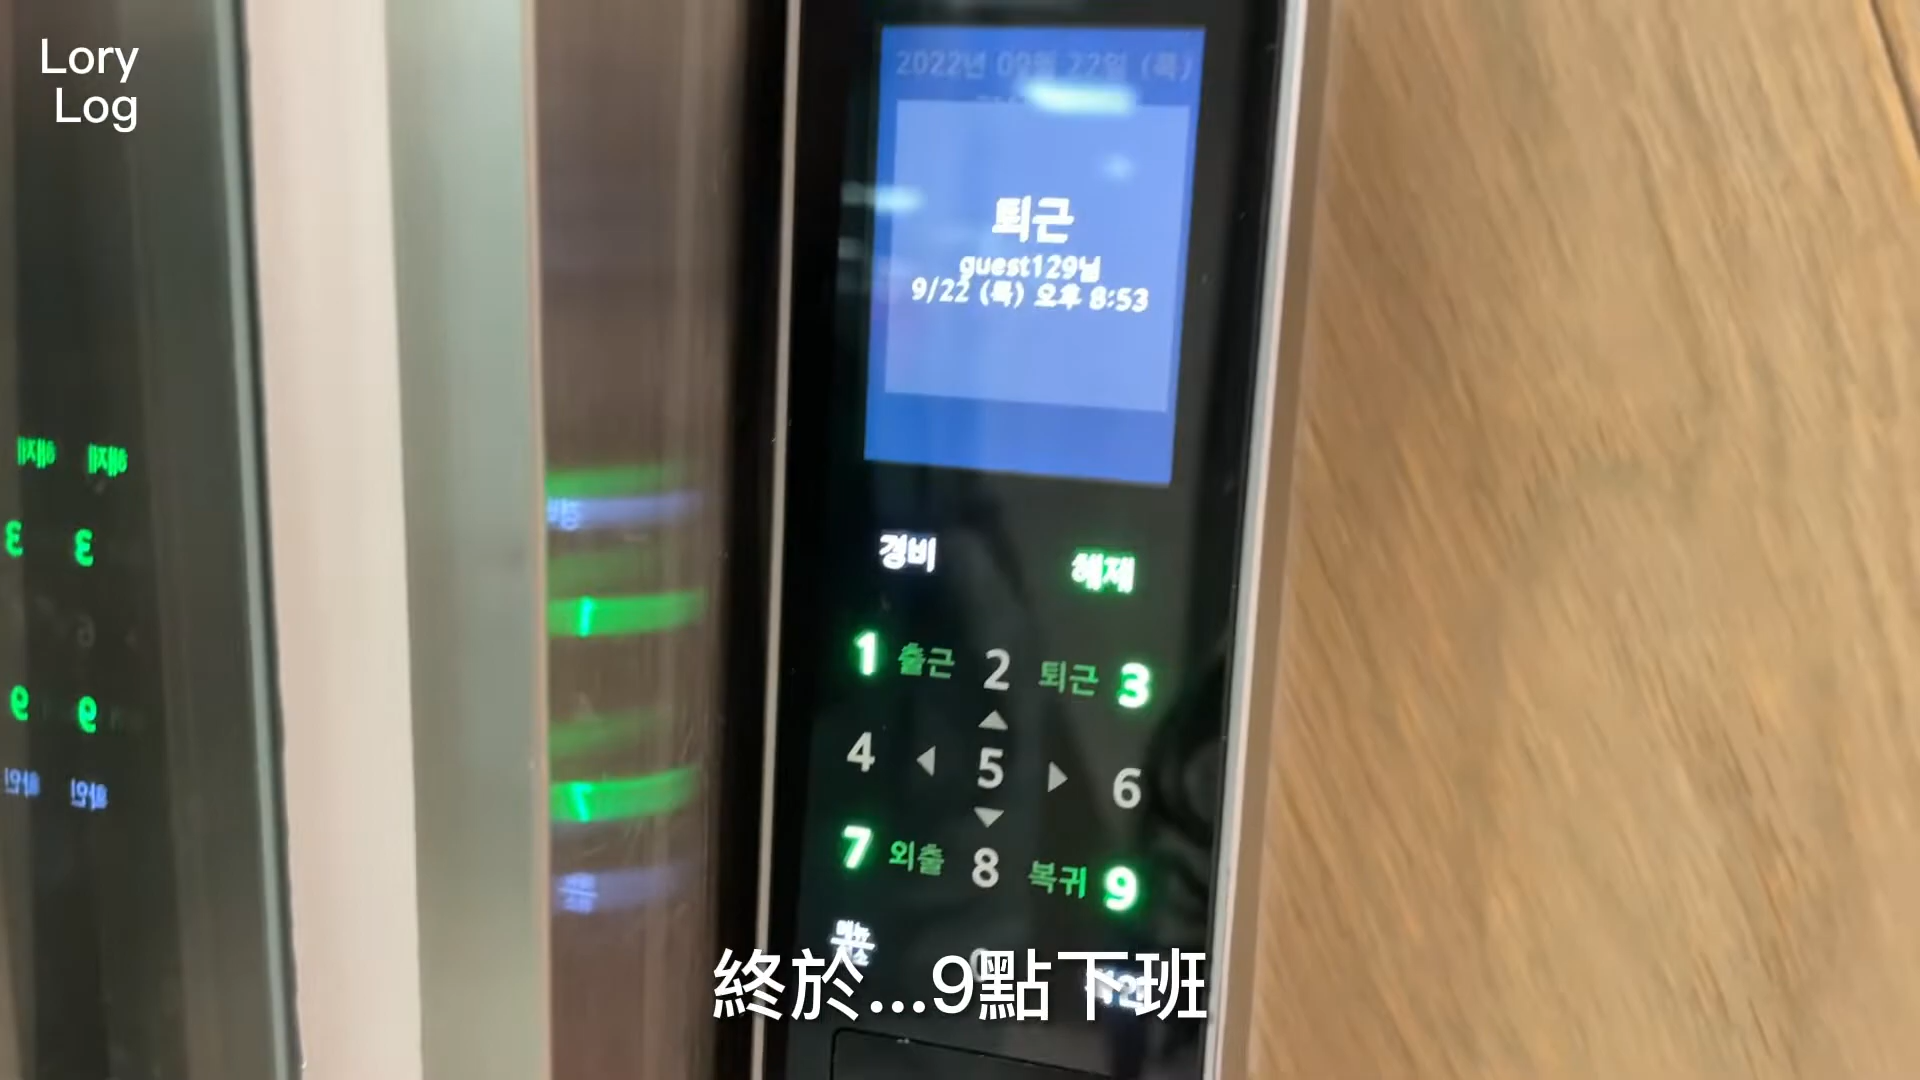 Lory
Log
2022년 09월 22일 (목)
퇴근
guest129님
9/22 (목) 오후 8:53
경비 해제
1 출근 2 퇴근 3
4 5 6
7 외출 8 복귀 9
終於...9點下班